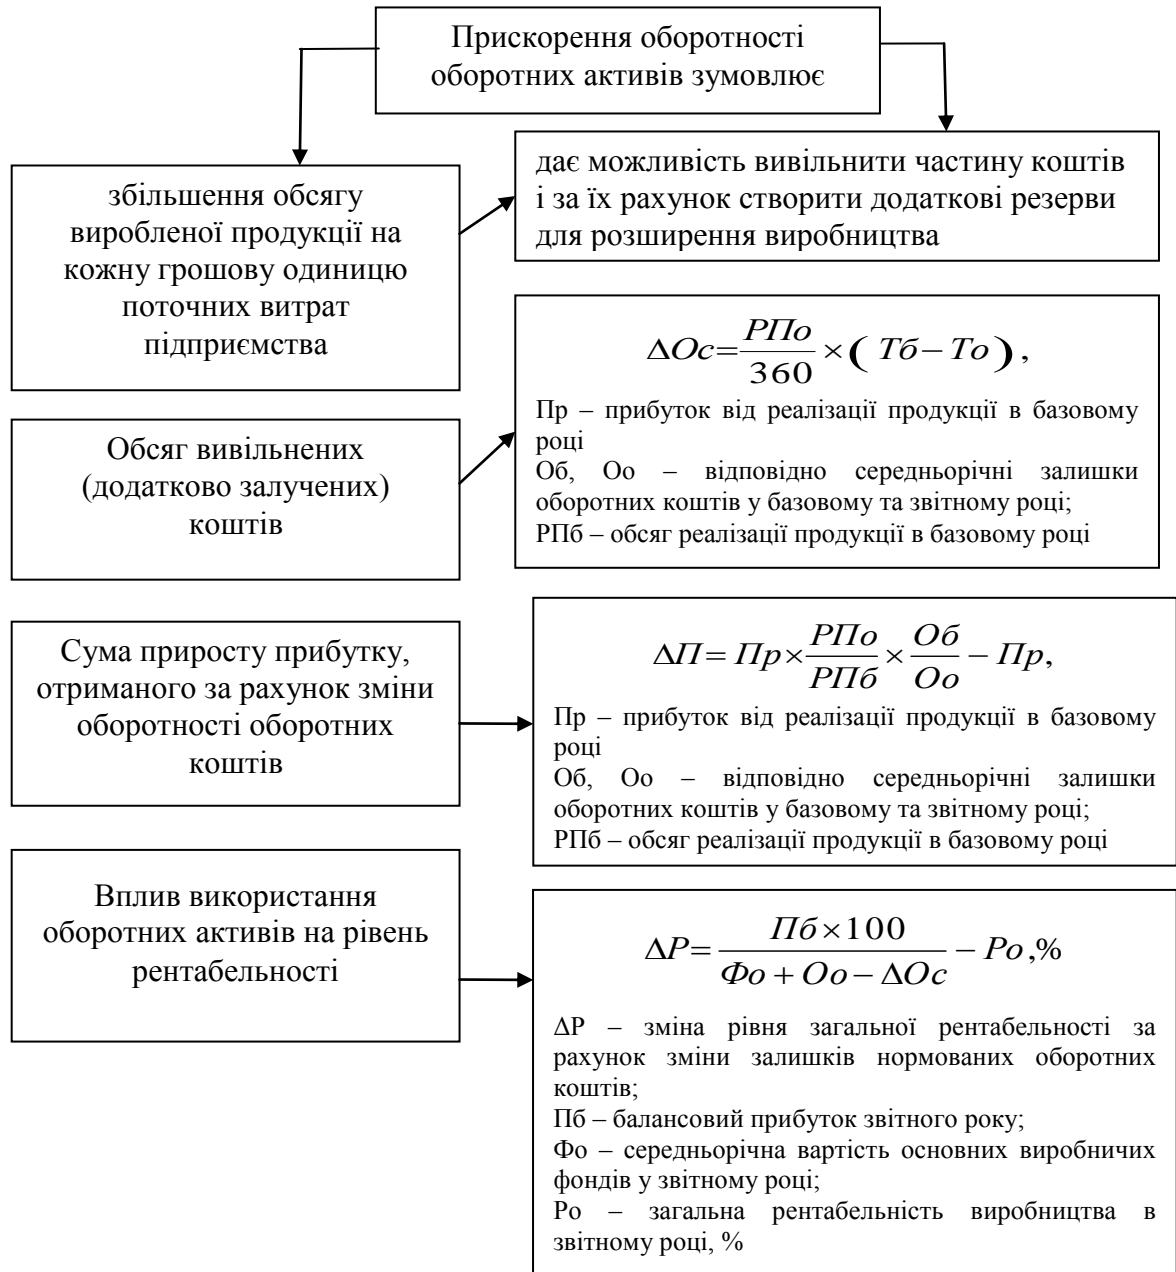 Прискорення оборотності
оборотних активів зумовлює
збільшення обсягу
виробленої продукції на
кожну грошову одиницю
поточних витрат
підприємства
дає можливість вивільнити частину коштів
і за їх рахунок створити додаткові резерви
для розширення виробництва
Обсяг вивільнених
(додатково залучених)
коштів
ΔОс=РПо/360×( Тб−То ),
Пр – прибуток від реалізації продукції в базовому
році
Об, Оо – відповідно середньорічні залишки
оборотних коштів у базовому та звітному році;
РПб – обсяг реалізації продукції в базовому році
Сума приросту прибутку,
отриманого за рахунок зміни
оборотності оборотних
коштів
ΔП= Пр×РПо/РПб×Об/Оо−Пр,
Пр – прибуток від реалізації продукції в базовому
році
Об, Оо – відповідно середньорічні залишки
оборотних коштів у базовому та звітному році;
РПб – обсяг реалізації продукції в базовому році
Вплив використання
оборотних активів на рівень
рентабельності
ΔР=Пб×100/(Фо+Оо−ΔОс)−Ро,%
ΔР – зміна рівня загальної рентабельності за
рахунок зміни залишків нормованих оборотних
коштів;
Пб – балансовий прибуток звітного року;
Фо – середньорічна вартість основних виробничих
фондів у звітному році;
Ро – загальна рентабельність виробництва в
звітному році, %